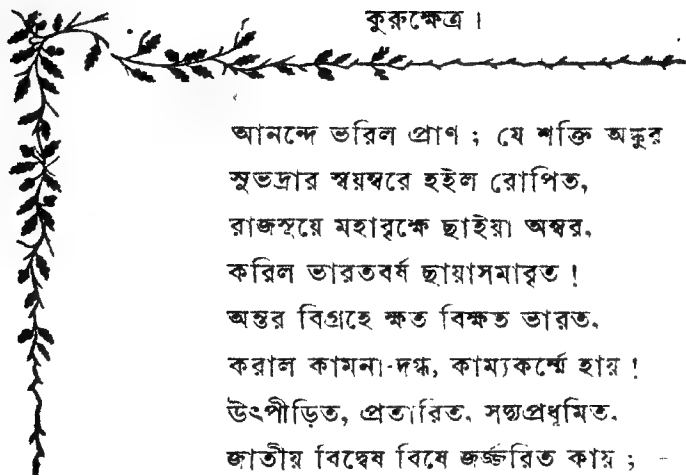 কুরুক্ষেত্র।
আনন্দে ভরিল প্রাণ ; যে শক্তি অঙ্কুর
সুভদ্রার স্বয়ম্বরে হইল রোপিত,
রাজসূয়ে মহাবৃক্ষে ছাইয়া অম্বর,
করিল ভারতবর্ষ ছায়াসমাবৃত !
অন্তর বিগ্রহে ক্ষত বিক্ষত ভারত,
করাল কামনা-দগ্ধ, কাম্যকর্ম্মে হায় !
উৎপীড়িত, প্রতারিত, সদ্যপ্রধূমিত,
জাতীয় বিদ্বেষ বিষে জর্জ্জরিত কায় ;